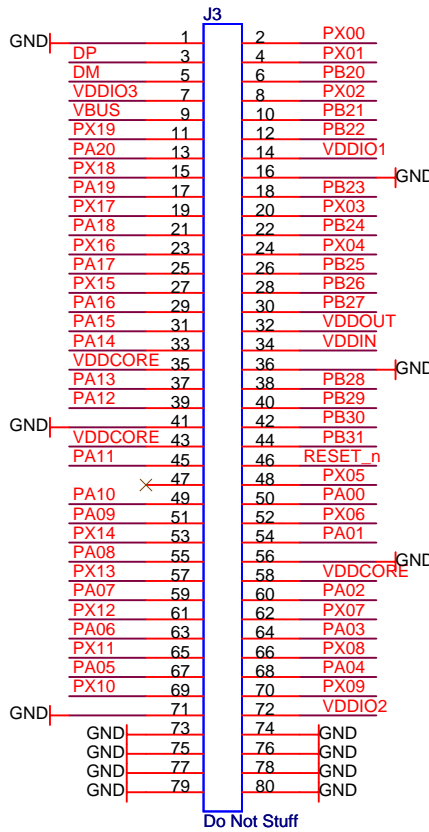 J3
GND 1 2 PX00
DP 3 4 PX01
DM 5 6 PB20
VDDIO3 7 8 PX02
VBUS 9 10 PB21
PX19 11 12 PB22
PA20 13 14 VDDIO1
PX18 15 16 GND
PA19 17 18 PB23
PX17 19 20 PX03
PA18 21 22 PB24
PX16 23 24 PX04
PA17 25 26 PB25
PX15 27 28 PB26
PA16 29 30 PB27
PA15 31 32 VDDOUT
PA14 33 34 VDDIN
VDDCORE 35 36 GND
PA13 37 38 PB28
PA12 39 40 PB29
GND 41 42 PB30
VDDCORE 43 44 PB31
PA11 45 46 RESET_n
47 48 PX05
PA10 49 50 PA00
PA09 51 52 PX06
PX14 53 54 PA01
PA08 55 56 GND
PX13 57 58 VDDCORE
PA07 59 60 PA02
PX12 61 62 PX07
PA06 63 64 PA03
PX11 65 66 PX08
PA05 67 68 PA04
PX10 69 70 PX09
GND 71 72 VDDIO2
GND 73 74 GND
GND 75 76 GND
GND 77 78 GND
GND 79 80 GND
Do Not Stuff